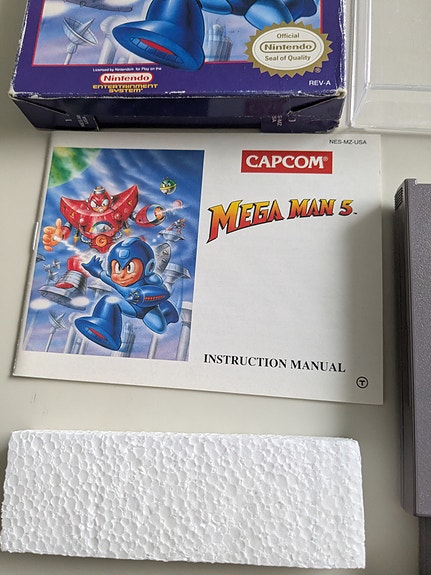 Official
Nintendo
Seal of Quality
®
Licensed by Nintendo® for Play on the
Nintendo
ENTERTAINMENT
SYSTEM®
REV-A
NES-MZ-USA
CAPCOM®
MEGA MAN 5™
INSTRUCTION MANUAL
T